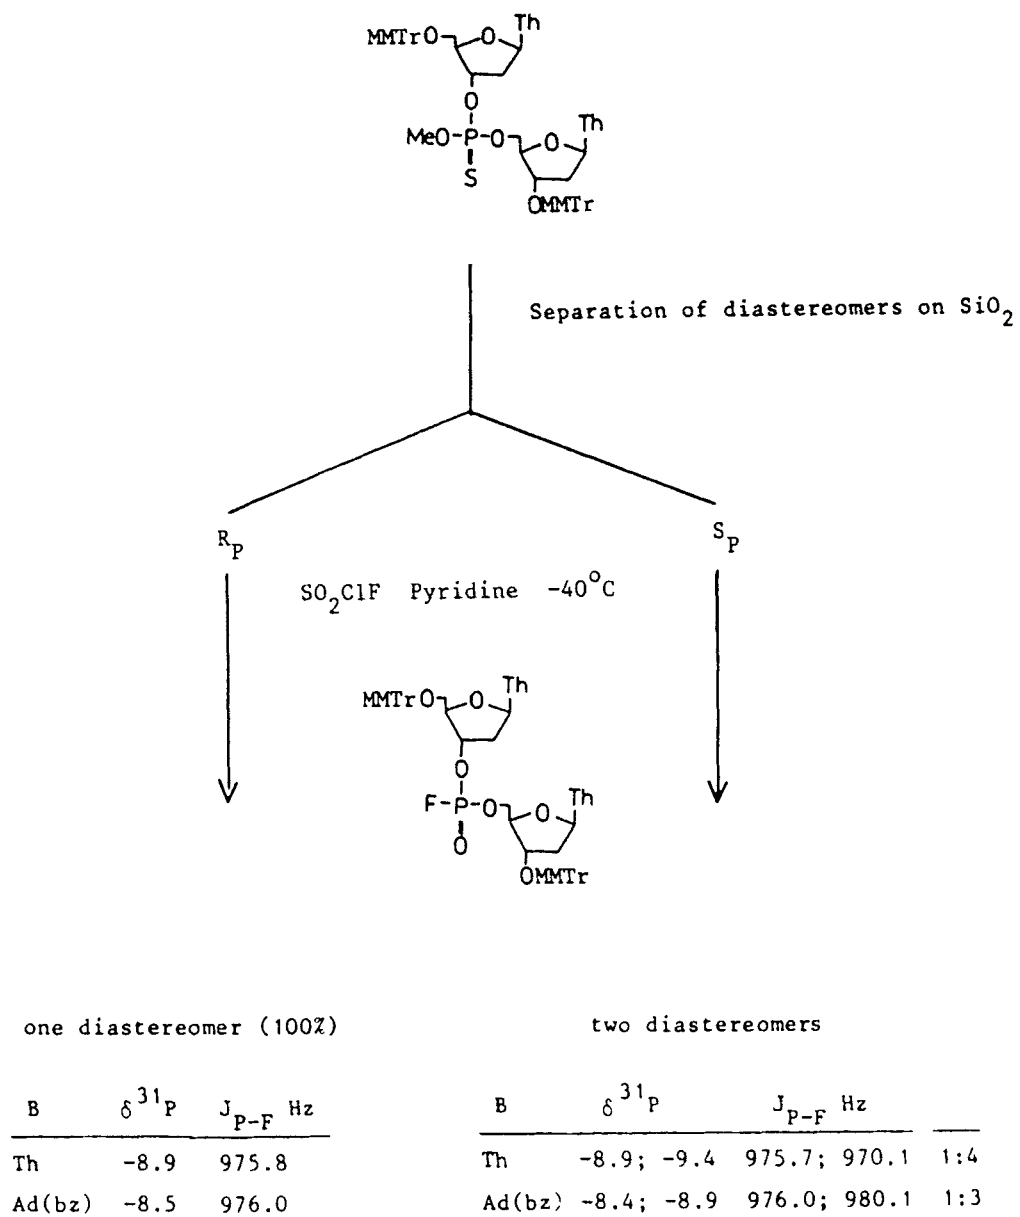 Th
MMTrO O
O
Th
MeO-P-O O
S
OMMTr
Separation of diastereomers on SiO2
RP SP
SO2ClF Pyridine -40°C
Th
MMTrO O
O
Th
F-P-O O
O
OMMTr
one diastereomer (100%)
B δ 31P JP-F Hz
Th -8.9 975.8
Ad(bz) -8.5 976.0
two diastereomers
B δ 31P JP-F Hz
Th -8.9; -9.4 975.7; 970.1 1:4
Ad(bz) -8.4; -8.9 976.0; 980.1 1:3